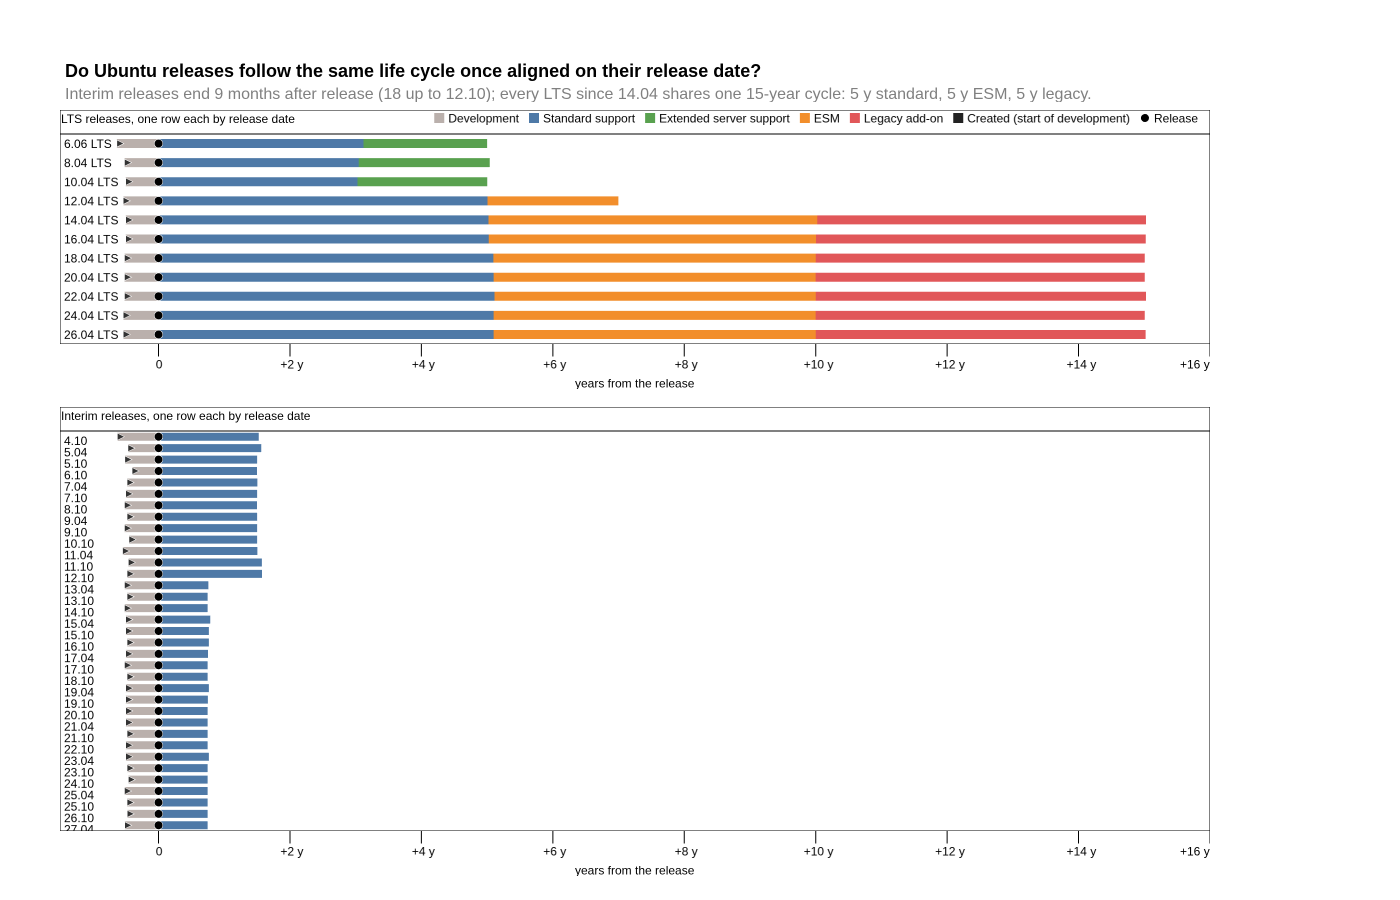 Do Ubuntu releases follow the same life cycle once aligned on their release date?
Interim releases end 9 months after release (18 up to 12.10); every LTS since 14.04 shares one 15-year cycle: 5 y standard, 5 y ESM, 5 y legacy.
LTS releases, one row each by release date
Development Standard support Extended server support ESM Legacy add-on Created (start of development) Release
6.06 LTS
8.04 LTS
10.04 LTS
12.04 LTS
14.04 LTS
16.04 LTS
18.04 LTS
20.04 LTS
22.04 LTS
24.04 LTS
26.04 LTS
0 +2 y +4 y +6 y +8 y +10 y +12 y +14 y +16 y
years from the release
Interim releases, one row each by release date
4.10
5.04
5.10
6.10
7.04
7.10
8.10
9.04
9.10
10.10
11.04
11.10
12.10
13.04
13.10
14.10
15.04
15.10
16.10
17.04
17.10
18.10
19.04
19.10
20.10
21.04
21.10
22.10
23.04
23.10
24.10
25.04
25.10
26.10
27.04
0 +2 y +4 y +6 y +8 y +10 y +12 y +14 y +16 y
years from the release